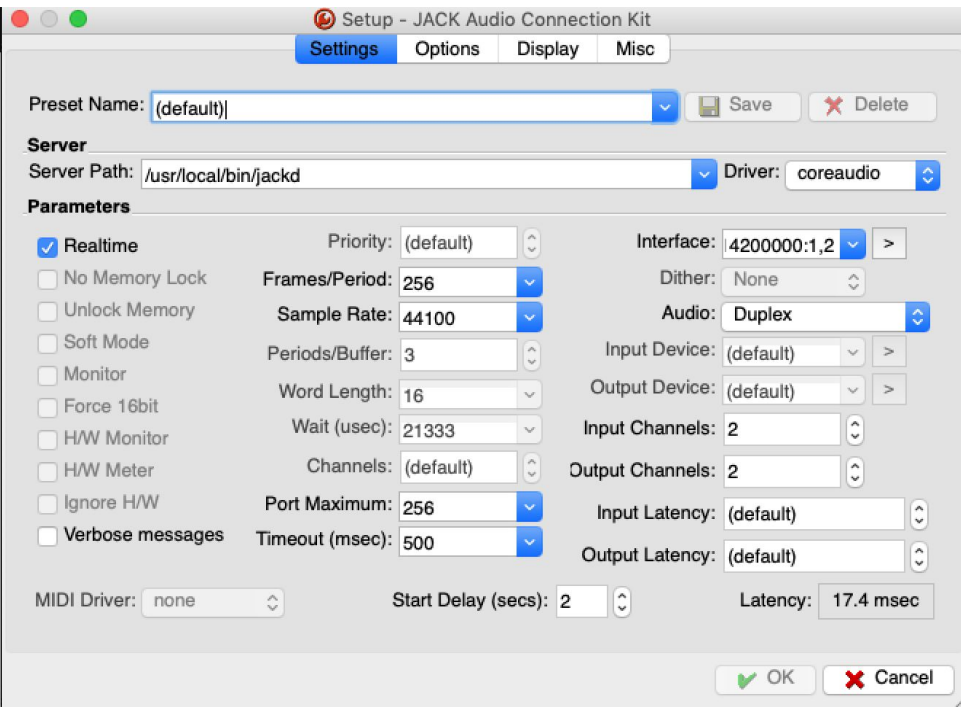 Setup - JACK Audio Connection Kit
Settings Options Display Misc
Preset Name: (default) Save Delete
Server
Server Path: /usr/local/bin/jackd Driver: coreaudio
Parameters
Realtime Priority: (default) Interface: 4200000:1,2 >
No Memory Lock Frames/Period: 256 Dither: None
Unlock Memory Sample Rate: 44100 Audio: Duplex
Soft Mode Periods/Buffer: 3 Input Device: (default) >
Monitor Word Length: 16 Output Device: (default) >
Force 16bit Wait (usec): 21333 Input Channels: 2
H/W Monitor Channels: (default) Output Channels: 2
H/W Meter Port Maximum: 256 Input Latency: (default)
Ignore H/W Timeout (msec): 500 Output Latency: (default)
Verbose messages
MIDI Driver: none Start Delay (secs): 2 Latency: 17.4 msec
OK Cancel